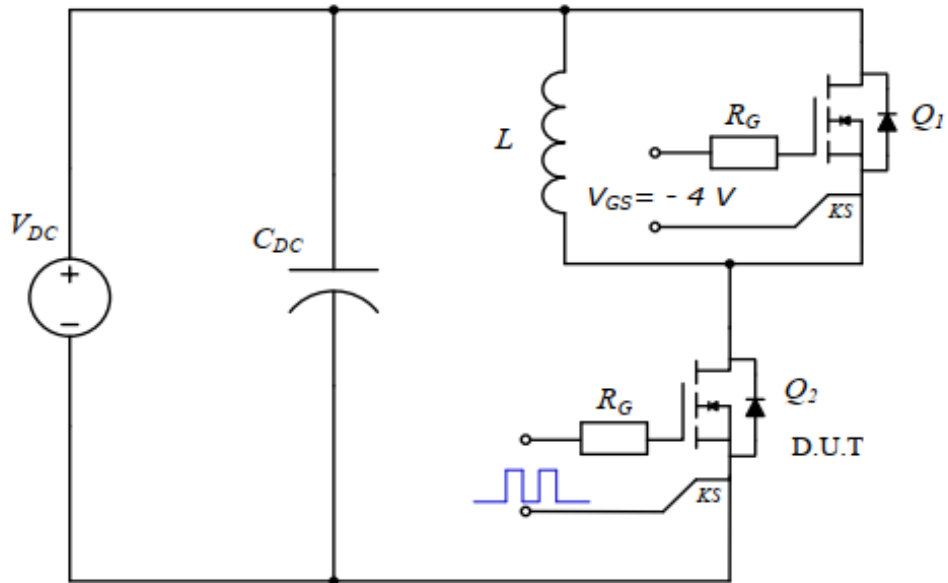 R_G
Q_1
L
V_GS = - 4 V
KS
V_DC
C_DC
+
−
R_G
Q_2
D.U.T
KS